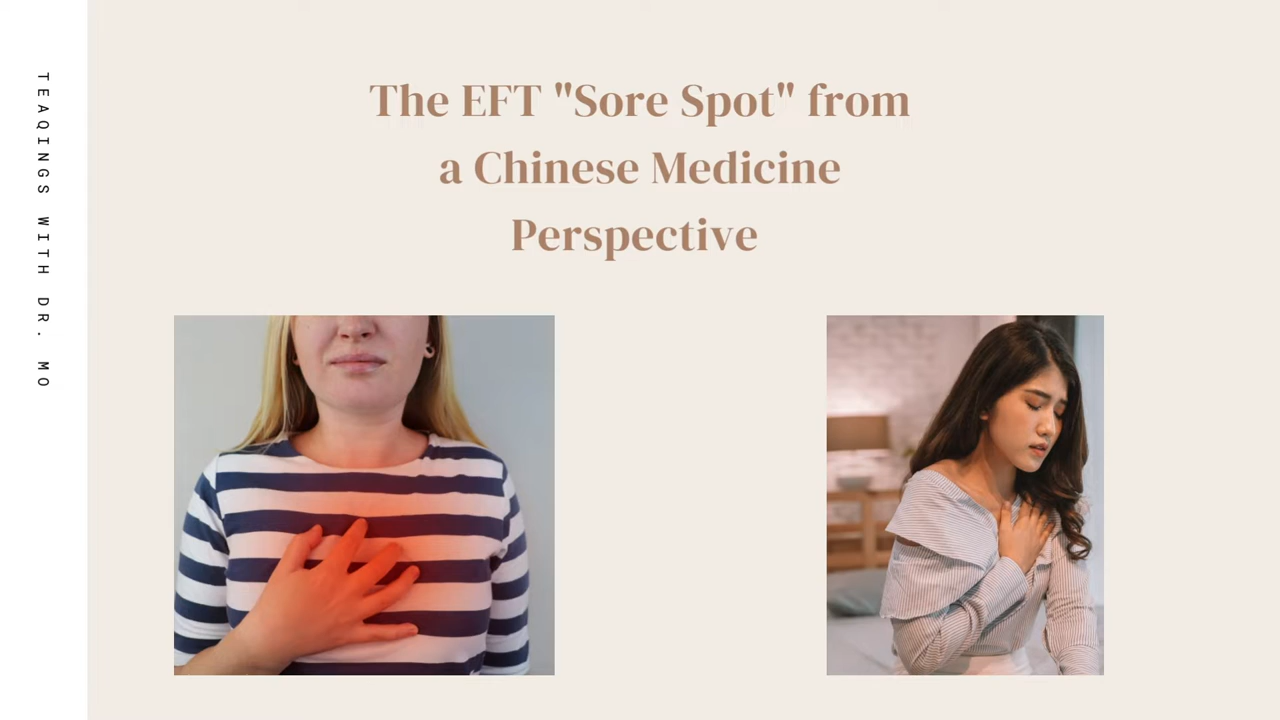 TEAQINGS WITH DR. MO
The EFT "Sore Spot" from
a Chinese Medicine
Perspective